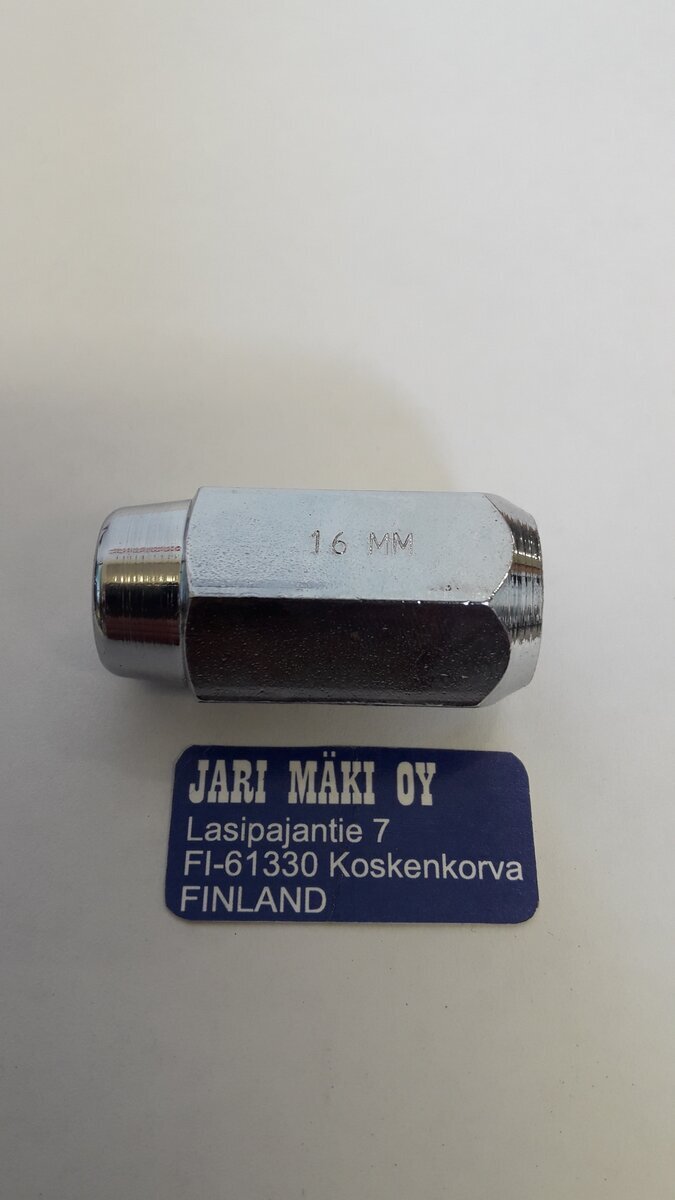 16 MM
JARI MÄKI OY
Lasipajantie 7
FI-61330 Koskenkorva
FINLAND